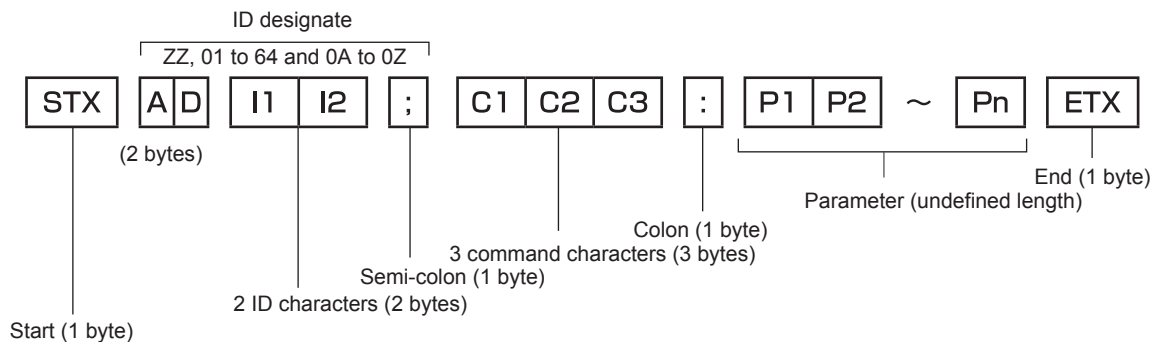 ID designate
ZZ, 01 to 64 and 0A to 0Z
STX A D I1 I2 ; C1 C2 C3 : P1 P2 ～ Pn ETX
(2 bytes)
End (1 byte)
Parameter (undefined length)
Colon (1 byte)
3 command characters (3 bytes)
Semi-colon (1 byte)
2 ID characters (2 bytes)
Start (1 byte)